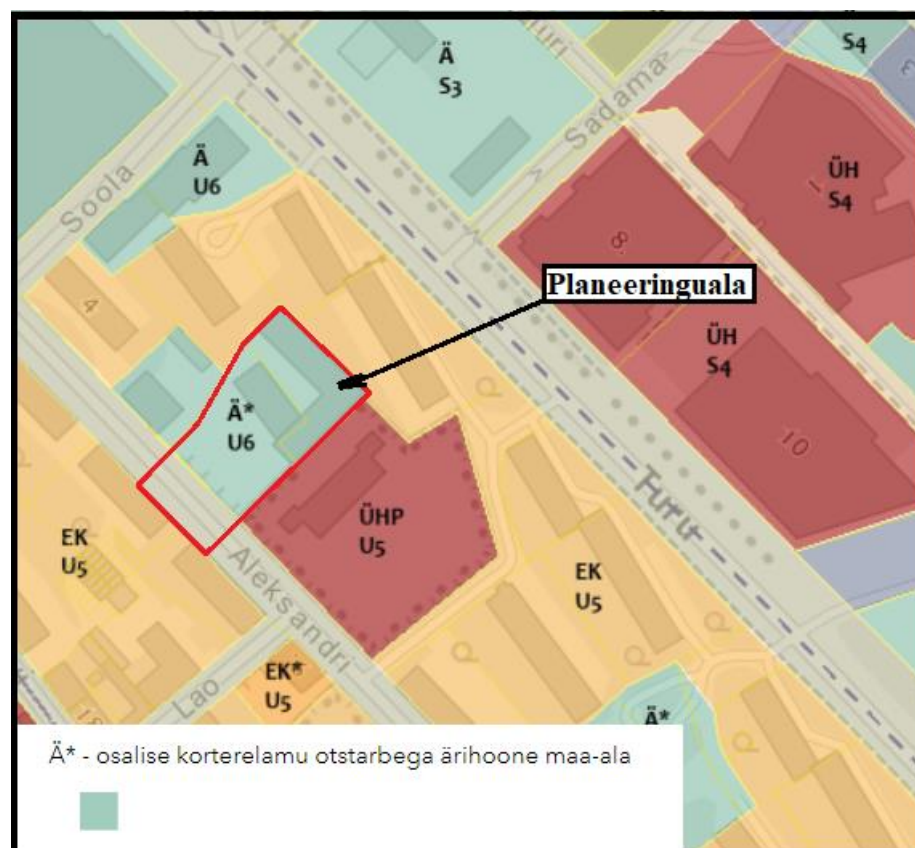 Ä
S3
S4
Sadama
Ä
U6
Soola
ÜH
S4
8
Planeeringuala
4
ÜH
S4
Ä*
U6
10
ÜHP
U5
Turu
EK
U5
EK
U5
Aleksandri
EK*
U5
Lao
Ä*
Ä* - osalise korterelamu otstarbega ärihoone maa-ala